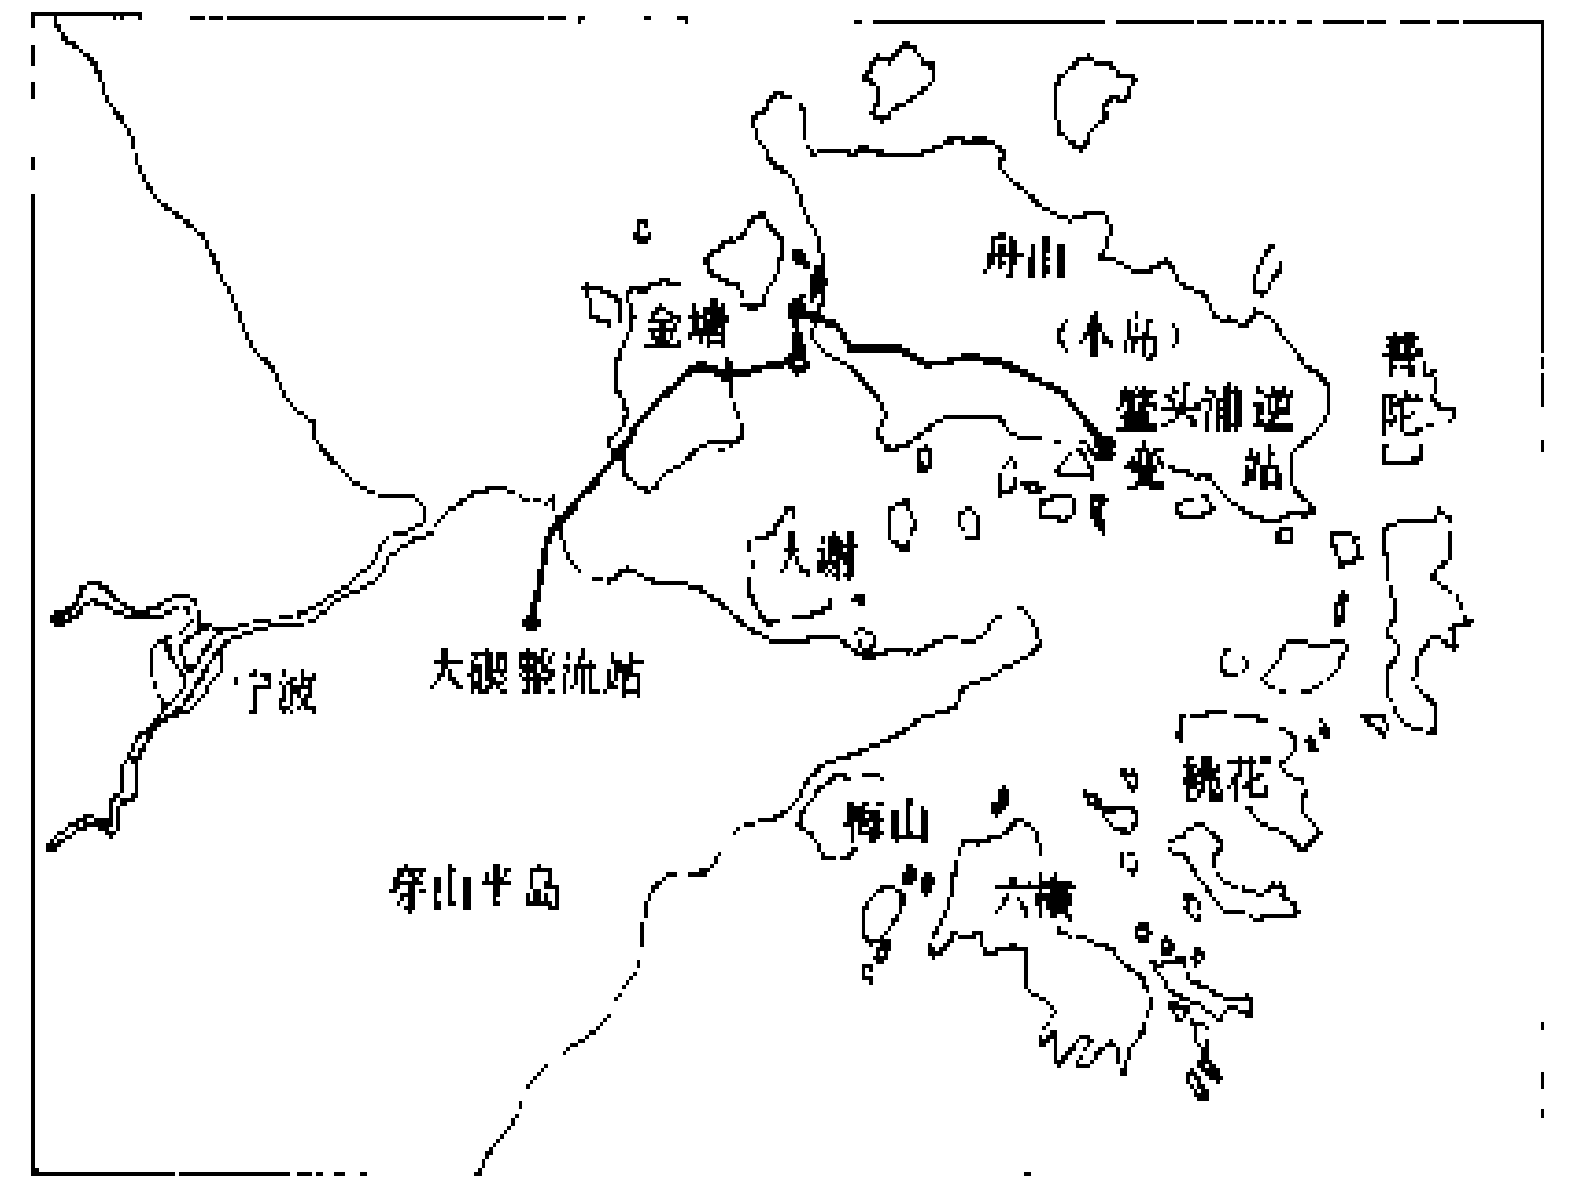 舟山
金塘
(本岛)
普陀
鳌头浦逆
变 站
大谢
大碶整流站
宁波
桃花
梅山
穿山半岛
六横